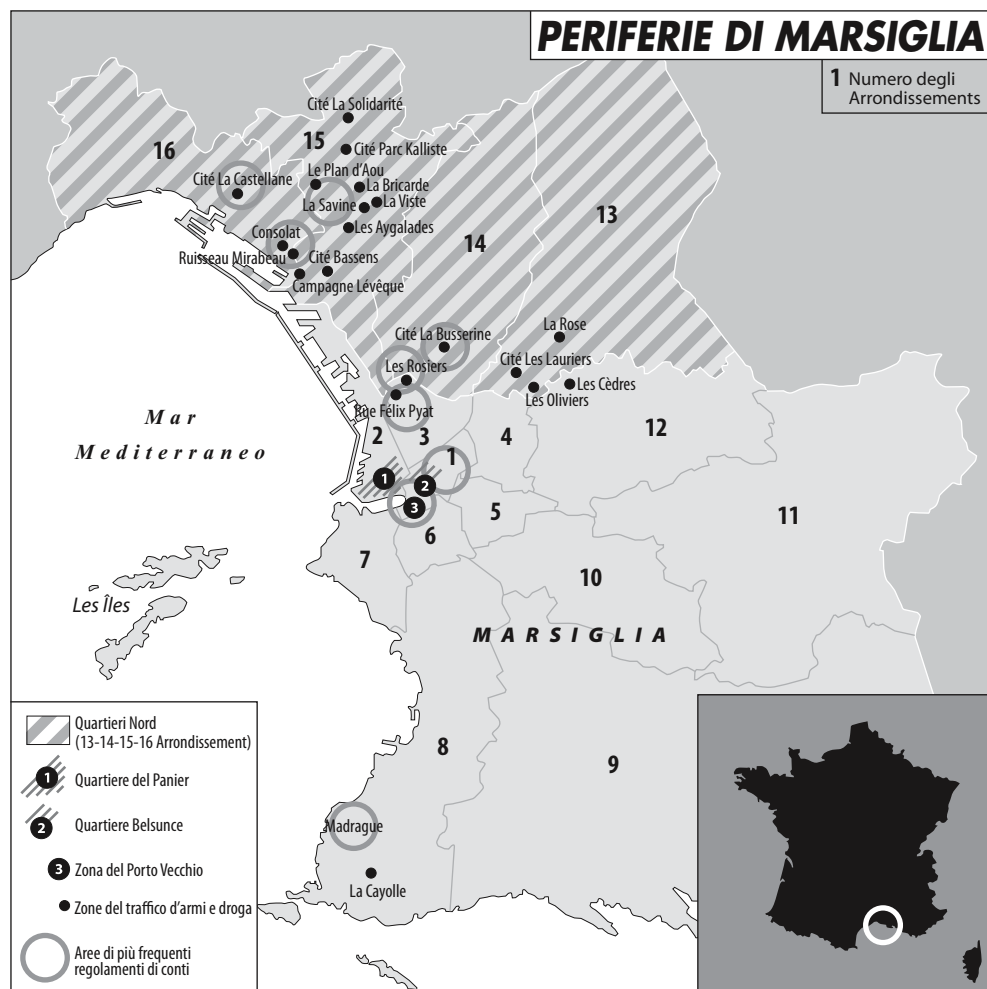 PERIFERIE DI MARSIGLIA
1 Numero degli
Arrondissements
Cité La Solidarité
15
16
Cité Parc Kalliste
Le Plan d'Aou
Cité La Castellane
La Bricarde
La Savine
La Viste
13
Les Aygalades
14
Consolat
Ruisseau Mirabeau
Cité Bassens
Campagne Lévêque
La Rose
Cité La Busserine
Cité Les Lauriers
Les Rosiers
Les Cèdres
Les Oliviers
Rue Félix Pyat
Mar
Mediterraneo
2
3
4
12
1
1
2
3
5
11
6
7
10
Les Îles
MARSIGLIA
8
9
Madrague
La Cayolle
Quartieri Nord
(13-14-15-16 Arrondissement)
1 Quartiere del Panier
2 Quartiere Belsunce
3 Zona del Porto Vecchio
Zone del traffico d'armi e droga
Aree di più frequenti
regolamenti di conti